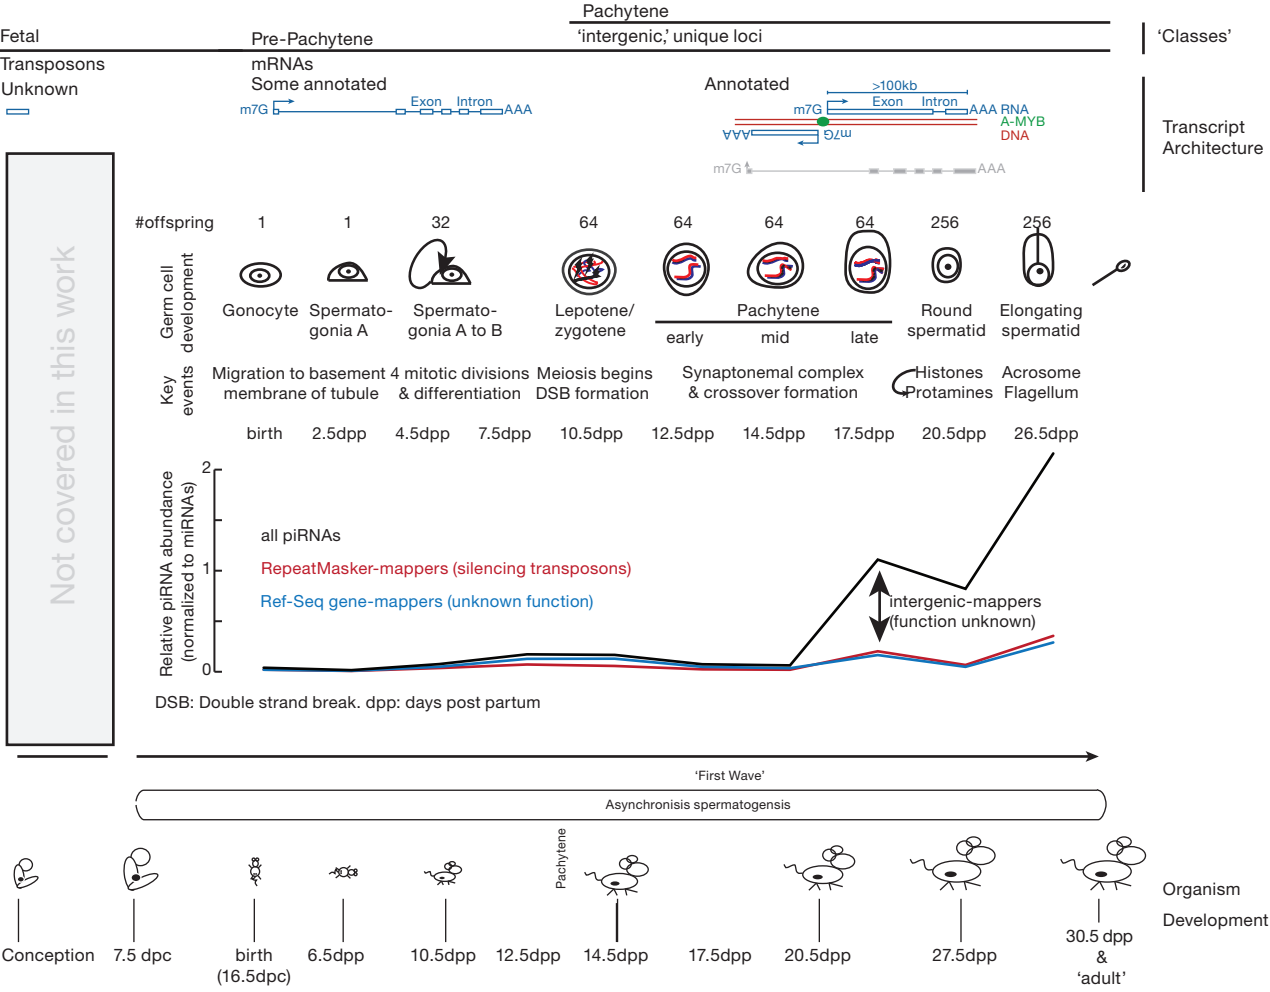 Pachytene
Fetal
Pre-Pachytene
‘intergenic,’ unique loci
‘Classes’
Transposons
mRNAs
Unknown
Some annotated
Annotated
>100kb
m7G
Exon
Intron
AAA
m7G
Exon
Intron
AAA RNA
A-MYB
DNA
AAA
m7G
m7G
AAA
Transcript
Architecture
Not covered in this work
#offspring
1
1
32
64
64
64
64
256
256
Germ cell
development
Gonocyte
Spermato-
gonia A
Spermato-
gonia A to B
Lepotene/
zygotene
Pachytene
early
mid
late
Round
spermatid
Elongating
spermatid
Key
events
Migration to basement
membrane of tubule
4 mitotic divisions
& differentiation
Meiosis begins
DSB formation
Synaptonemal complex
& crossover formation
Histones
Protamines
Acrosome
Flagellum
birth
2.5dpp
4.5dpp
7.5dpp
10.5dpp
12.5dpp
14.5dpp
17.5dpp
20.5dpp
26.5dpp
Relative piRNA abundance
(normalized to miRNAs)
2
1
0
all piRNAs
RepeatMasker-mappers (silencing transposons)
Ref-Seq gene-mappers (unknown function)
intergenic-mappers
(function unknown)
DSB: Double strand break. dpp: days post partum
‘First Wave’
Asynchronisis spermatogensis
Pachytene
Organism
Development
Conception
7.5 dpc
birth
(16.5dpc)
6.5dpp
10.5dpp
12.5dpp
14.5dpp
17.5dpp
20.5dpp
27.5dpp
30.5 dpp
&
‘adult’